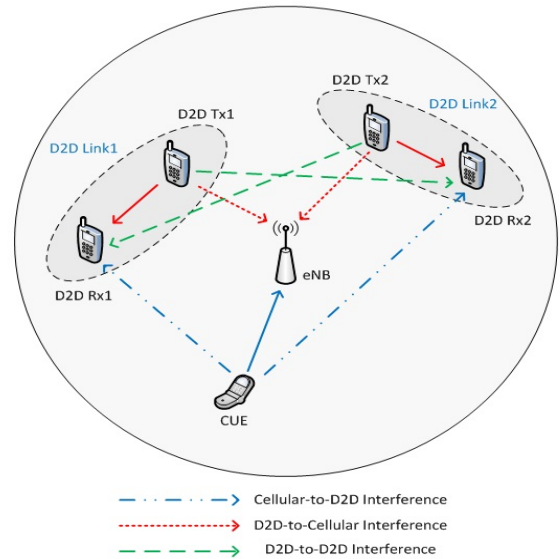 D2D Tx2
D2D Link2
D2D Tx1
D2D Link1
D2D Rx2
eNB
D2D Rx1
CUE
Cellular-to-D2D Interference
D2D-to-Cellular Interference
D2D-to-D2D Interference